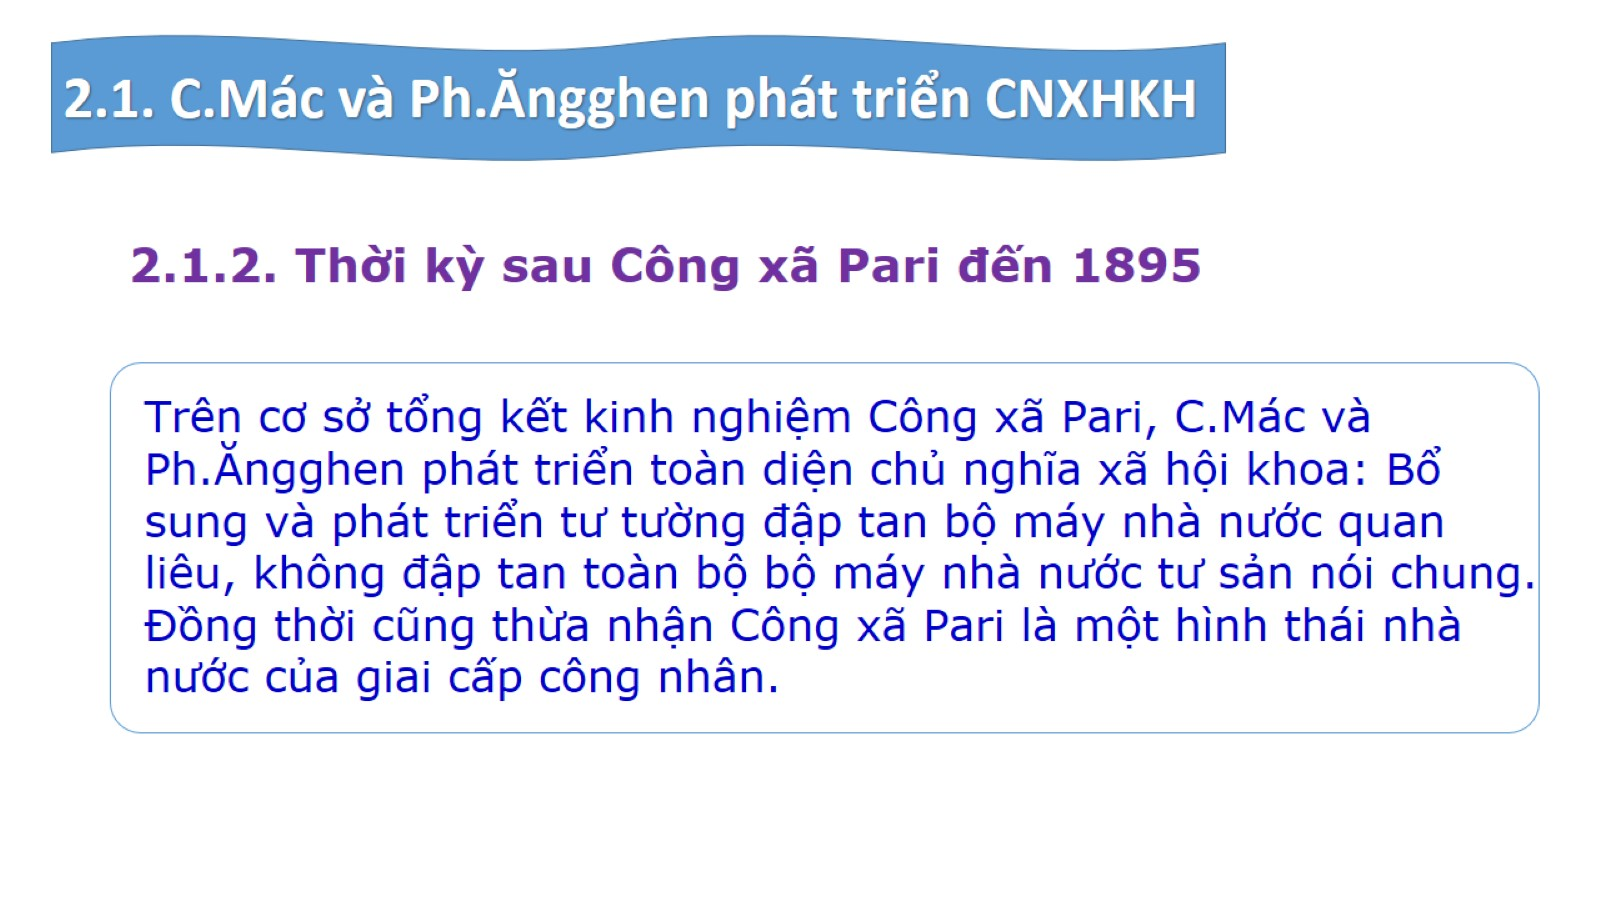 2.1. C.Mác và Ph.Ăngghen phát triển CNXHKH
2.1.2. Thời kỳ sau Công xã Pari đến 1895
Trên cơ sở tổng kết kinh nghiệm Công xã Pari, C.Mác và
Ph.Ăngghen phát triển toàn diện chủ nghĩa xã hội khoa: Bổ
sung và phát triển tư tường đập tan bộ máy nhà nước quan
liêu, không đập tan toàn bộ bộ máy nhà nước tư sản nói chung.
Đồng thời cũng thừa nhận Công xã Pari là một hình thái nhà
nước của giai cấp công nhân.